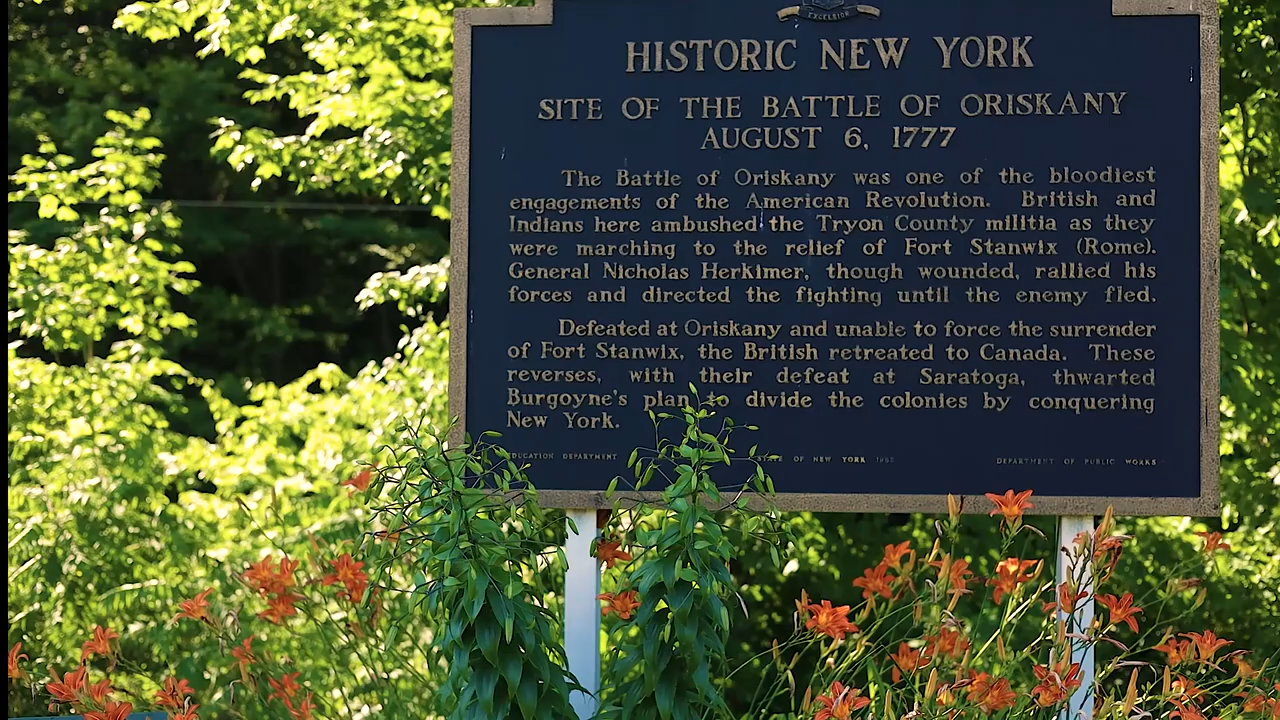 EXCELSIOR
HISTORIC NEW YORK
SITE OF THE BATTLE OF ORISKANY
AUGUST 6, 1777
The Battle of Oriskany was one of the bloodiest
engagements of the American Revolution. British and
Indians here ambushed the Tryon County militia as they
were marching to the relief of Fort Stanwix (Rome).
General Nicholas Herkimer, though wounded, rallied his
forces and directed the fighting until the enemy fled.
Defeated at Oriskany and unable to force the surrender
of Fort Stanwix, the British retreated to Canada. These
reverses, with their defeat at Saratoga, thwarted
Burgoyne's plan to divide the colonies by conquering
New York.
EDUCATION DEPARTMENT STATE OF NEW YORK DEPARTMENT OF PUBLIC WORKS